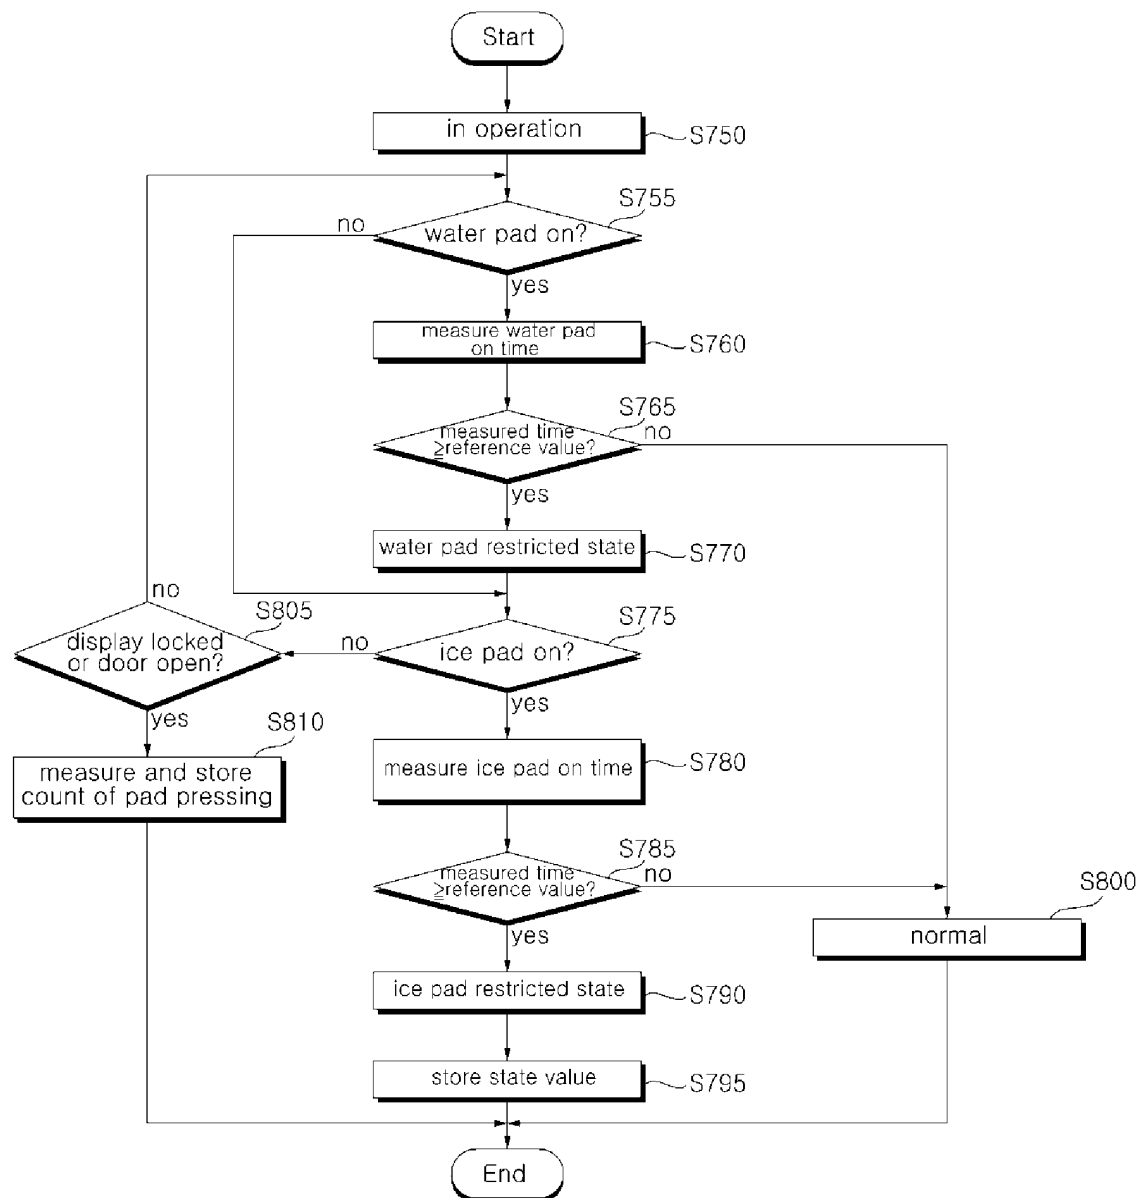 Start
in operation
S750
S755
no
water pad on?
yes
measure water pad
on time
S760
S765
measured time
≧reference value?
no
yes
water pad restricted state
S770
no
S805
display locked
or door open?
no
S775
ice pad on?
yes
yes
S810
measure and store
count of pad pressing
measure ice pad on time
S780
S785
measured time
≧reference value?
no
yes
S800
normal
ice pad restricted state
S790
store state value
S795
End